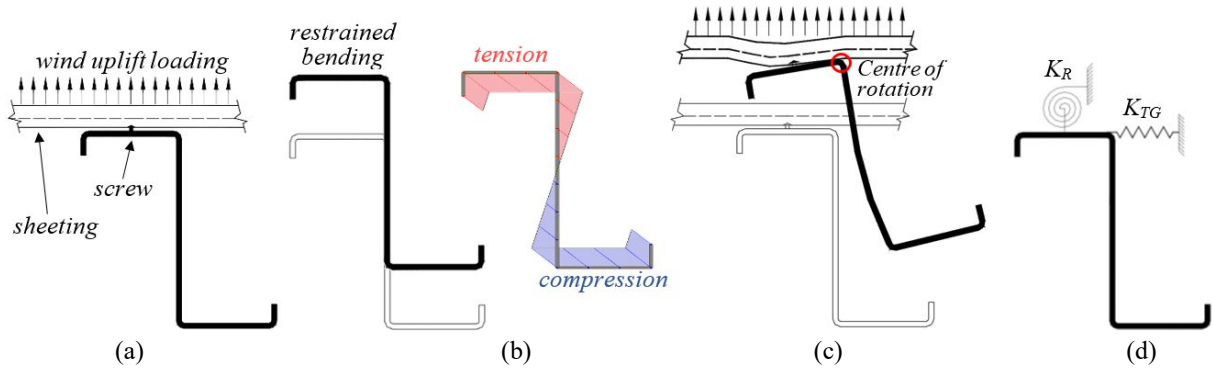 wind uplift loading
screw
sheeting
(a)
restrained
bending
tension
compression
(b)
Centre of
rotation
(c)
K_R
K_TG
(d)